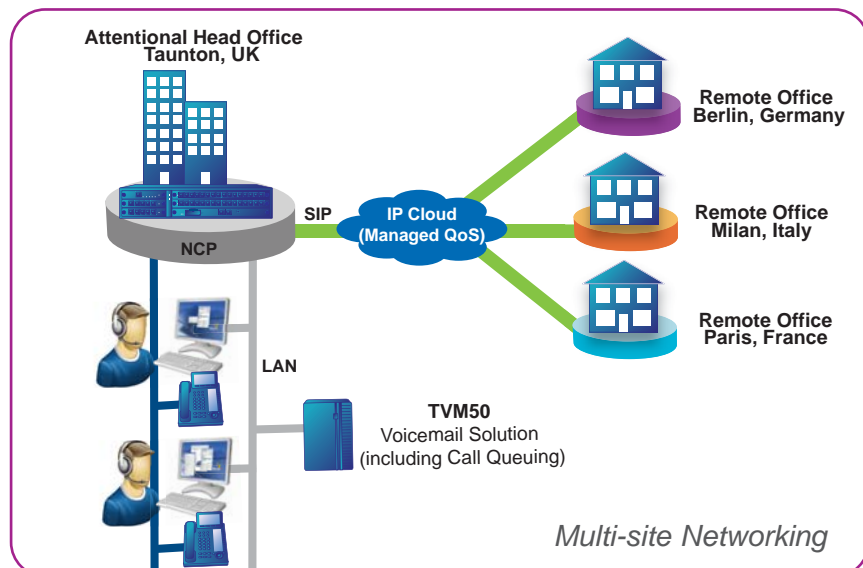 Attentional Head Office
Taunton, UK
Remote Office
Berlin, Germany
SIP
IP Cloud
(Managed QoS)
Remote Office
Milan, Italy
NCP
Remote Office
Paris, France
LAN
TVM50
Voicemail Solution
(including Call Queuing)
Multi-site Networking